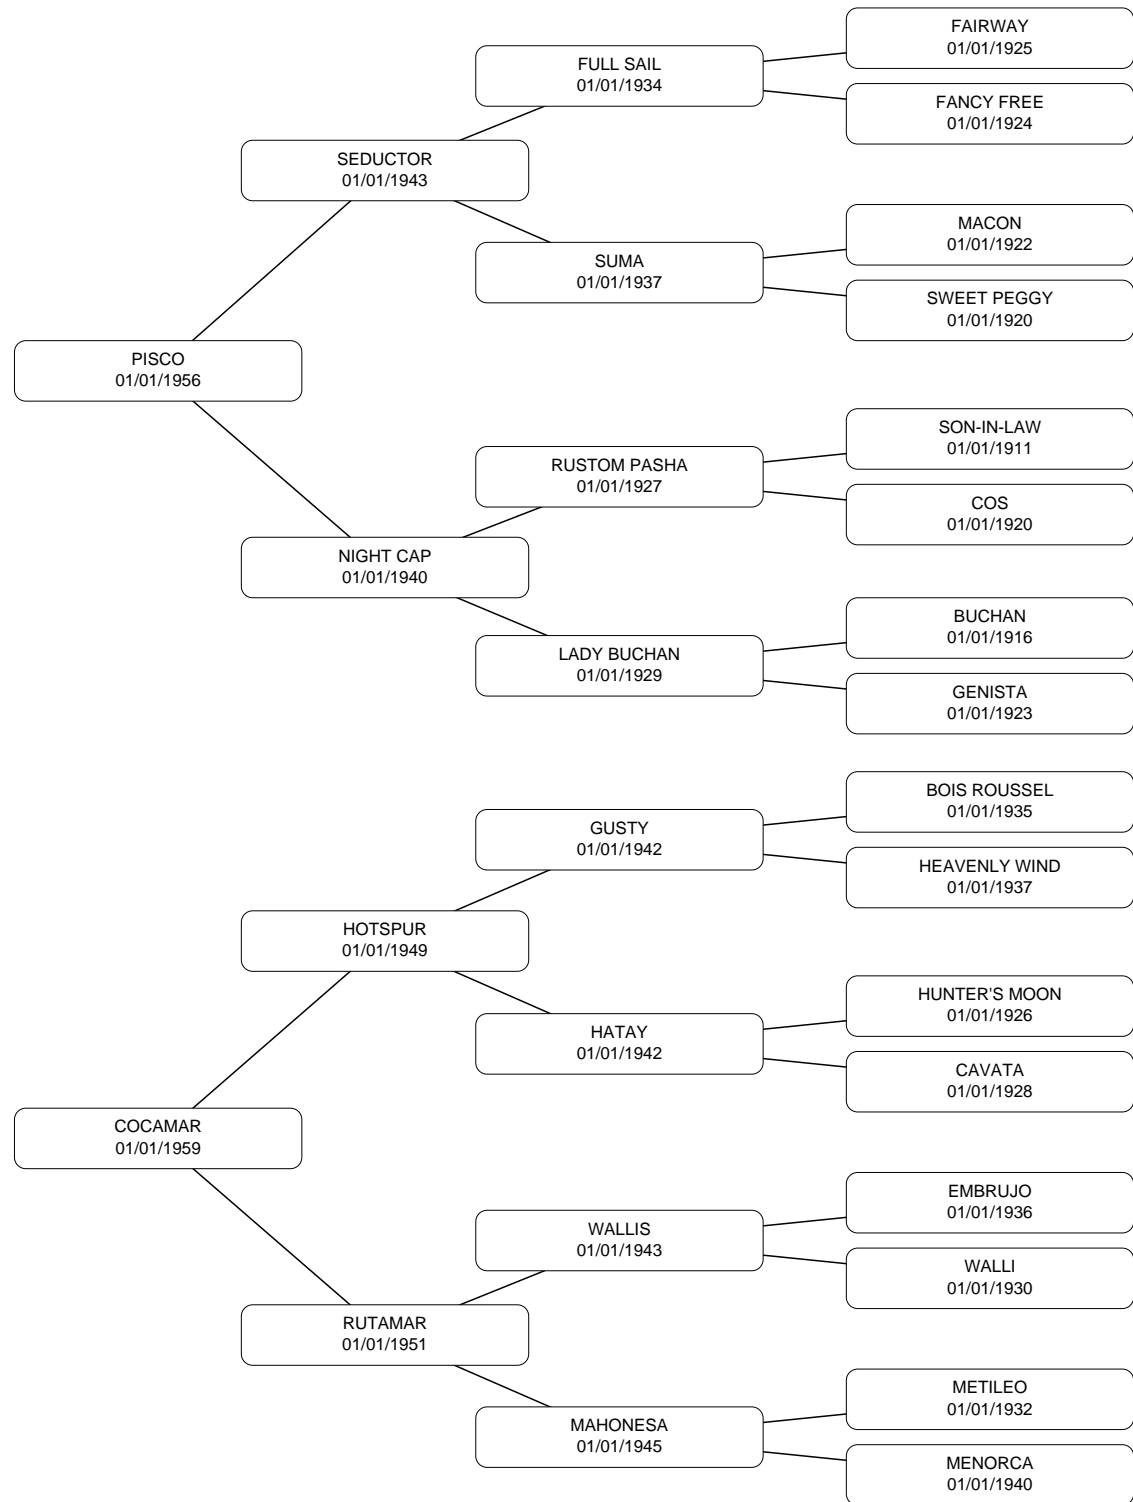 FAIRWAY
01/01/1925
FULL SAIL
01/01/1934
FANCY FREE
01/01/1924
SEDUCTOR
01/01/1943
MACON
01/01/1922
SUMA
01/01/1937
SWEET PEGGY
01/01/1920
PISCO
01/01/1956
SON-IN-LAW
01/01/1911
RUSTOM PASHA
01/01/1927
COS
01/01/1920
NIGHT CAP
01/01/1940
BUCHAN
01/01/1916
LADY BUCHAN
01/01/1929
GENISTA
01/01/1923
BOIS ROUSSEL
01/01/1935
GUSTY
01/01/1942
HEAVENLY WIND
01/01/1937
HOTSPUR
01/01/1949
HUNTER'S MOON
01/01/1926
HATAY
01/01/1942
CAVATA
01/01/1928
COCAMAR
01/01/1959
EMBRUJO
01/01/1936
WALLIS
01/01/1943
WALLI
01/01/1930
RUTAMAR
01/01/1951
METILEO
01/01/1932
MAHONESA
01/01/1945
MENORCA
01/01/1940